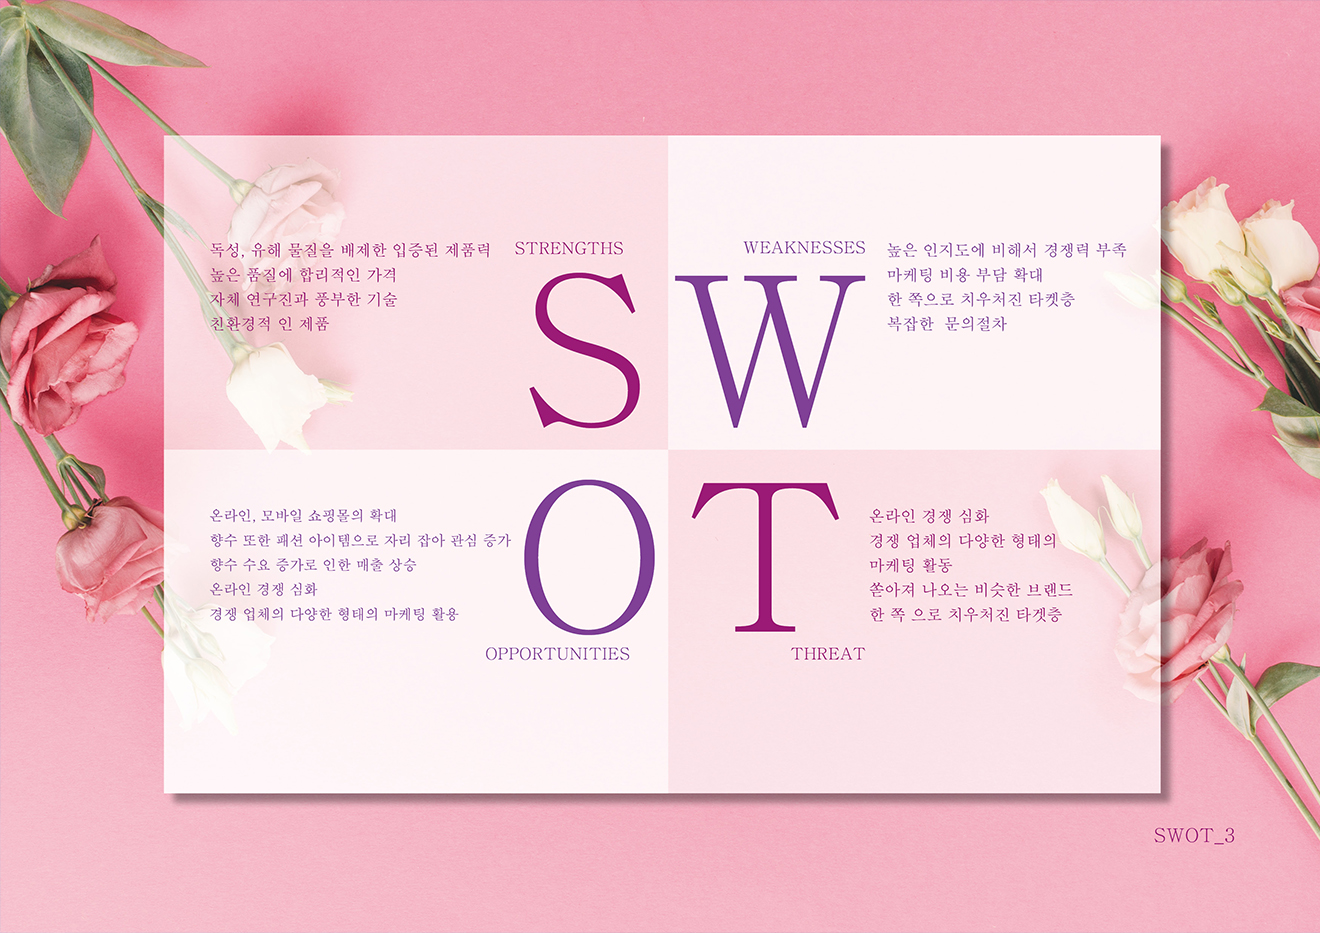 독성, 유해 물질을 배제한 입증된 제품력
높은 품질에 합리적인 가격
자체 연구진과 풍부한 기술
친환경적 인 제품
STRENGTHS
S
WEAKNESSES
W
높은 인지도에 비해서 경쟁력 부족
마케팅 비용 부담 확대
한 쪽으로 치우처진 타켓층
복잡한 문의절차
온라인, 모바일 쇼핑몰의 확대
향수 또한 패션 아이템으로 자리 잡아 관심 증가
향수 수요 증가로 인한 매출 상승
온라인 경쟁 심화
경쟁 업체의 다양한 형태의 마케팅 활용
O
OPPORTUNITIES
T
THREAT
온라인 경쟁 심화
경쟁 업체의 다양한 형태의
마케팅 활동
쏟아져 나오는 비슷한 브랜드
한 쪽 으로 치우처진 타겟층
SWOT_3